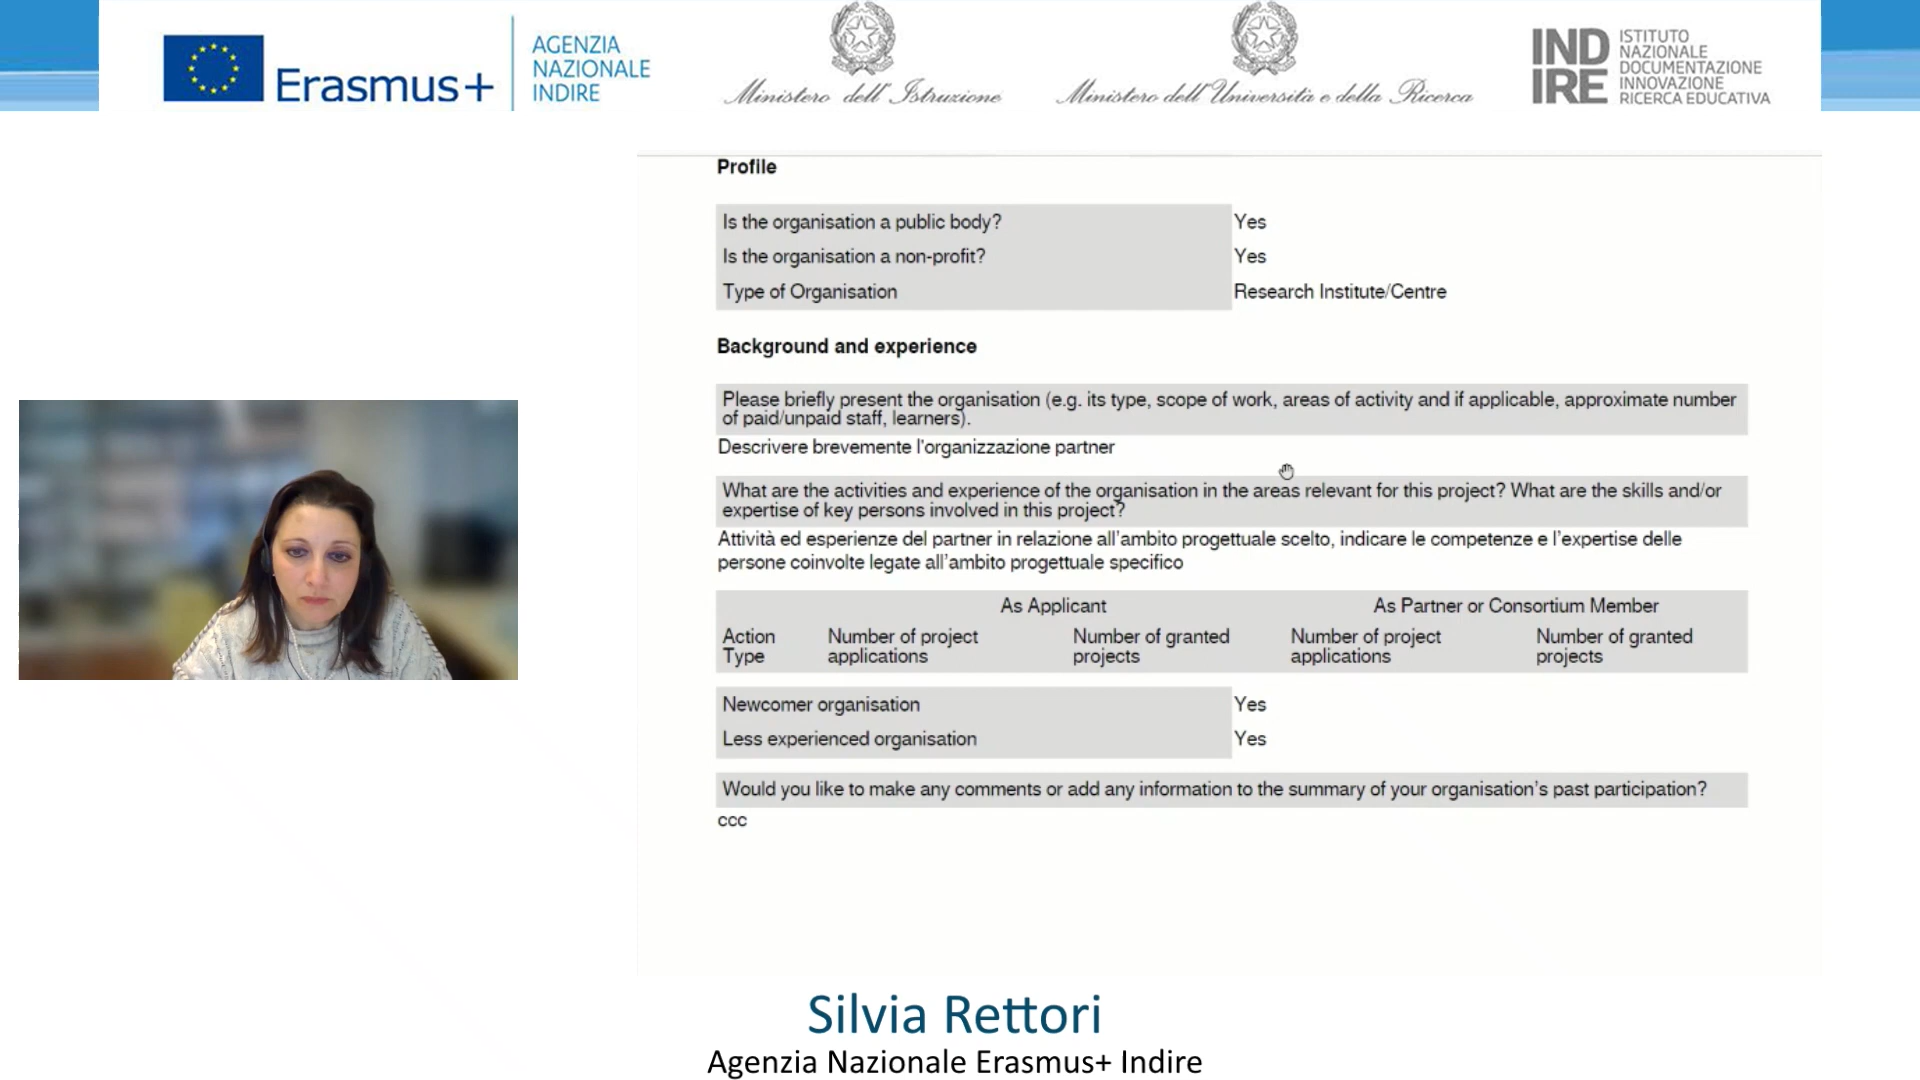 Erasmus+
AGENZIA
NAZIONALE
INDIRE
Ministero dell'Istruzione
Ministero dell'Università e della Ricerca
IND
IRE
ISTITUTO
NAZIONALE
DOCUMENTAZIONE
INNOVAZIONE
RICERCA EDUCATIVA
Profile
Is the organisation a public body? Yes
Is the organisation a non-profit? Yes
Type of Organisation Research Institute/Centre
Background and experience
Please briefly present the organisation (e.g. its type, scope of work, areas of activity and if applicable, approximate number
of paid/unpaid staff, learners).
Descrivere brevemente l'organizzazione partner
What are the activities and experience of the organisation in the areas relevant for this project? What are the skills and/or
expertise of key persons involved in this project?
Attività ed esperienze del partner in relazione all'ambito progettuale scelto, indicare le competenze e l'expertise delle
persone coinvolte legate all'ambito progettuale specifico
As Applicant As Partner or Consortium Member
Action Number of project Number of granted Number of project Number of granted
Type applications projects applications projects
Newcomer organisation Yes
Less experienced organisation Yes
Would you like to make any comments or add any information to the summary of your organisation's past participation?
ccc
Silvia Rettori
Agenzia Nazionale Erasmus+ Indire